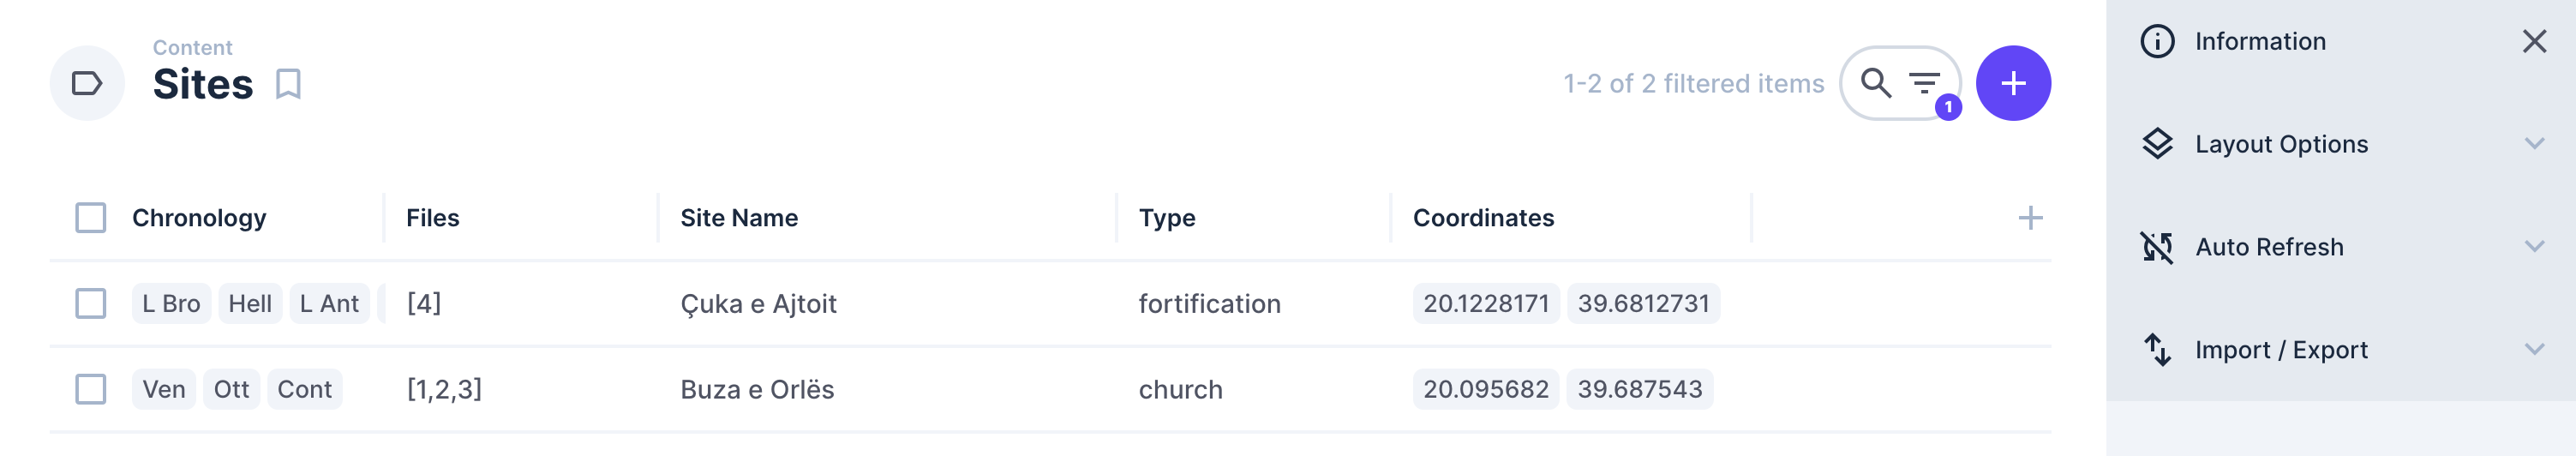 Content
Sites
1-2 of 2 filtered items
1
Chronology Files Site Name Type Coordinates
L Bro Hell L Ant [4] Çuka e Ajtoit fortification 20.1228171 39.6812731
Ven Ott Cont [1,2,3] Buza e Orlës church 20.095682 39.687543
Information
Layout Options
Auto Refresh
Import / Export